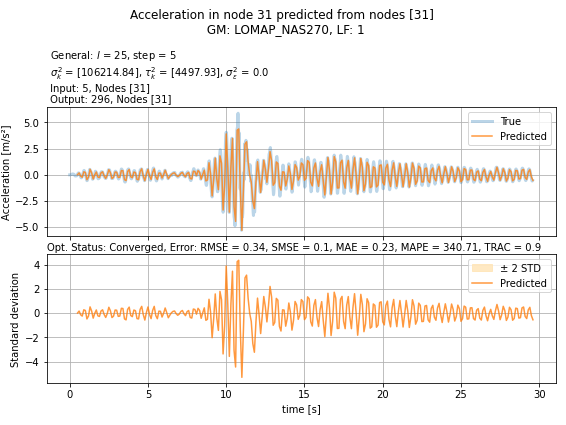 Acceleration in node 31 predicted from nodes [31]
GM: LOMAP_NAS270, LF: 1
General: l = 25, step = 5
σ²ₖ = [106214.84], τ²ₖ = [4497.93], σ²ε = 0.0
Input: 5, Nodes [31]
Output: 296, Nodes [31]
Acceleration [m/s²]
5.0
2.5
0.0
−2.5
−5.0
True
Predicted
Opt. Status: Converged, Error: RMSE = 0.34, SMSE = 0.1, MAE = 0.23, MAPE = 340.71, TRAC = 0.9
Standard deviation
4
2
0
−2
−4
± 2 STD
Predicted
0 5 10 15 20 25 30
time [s]